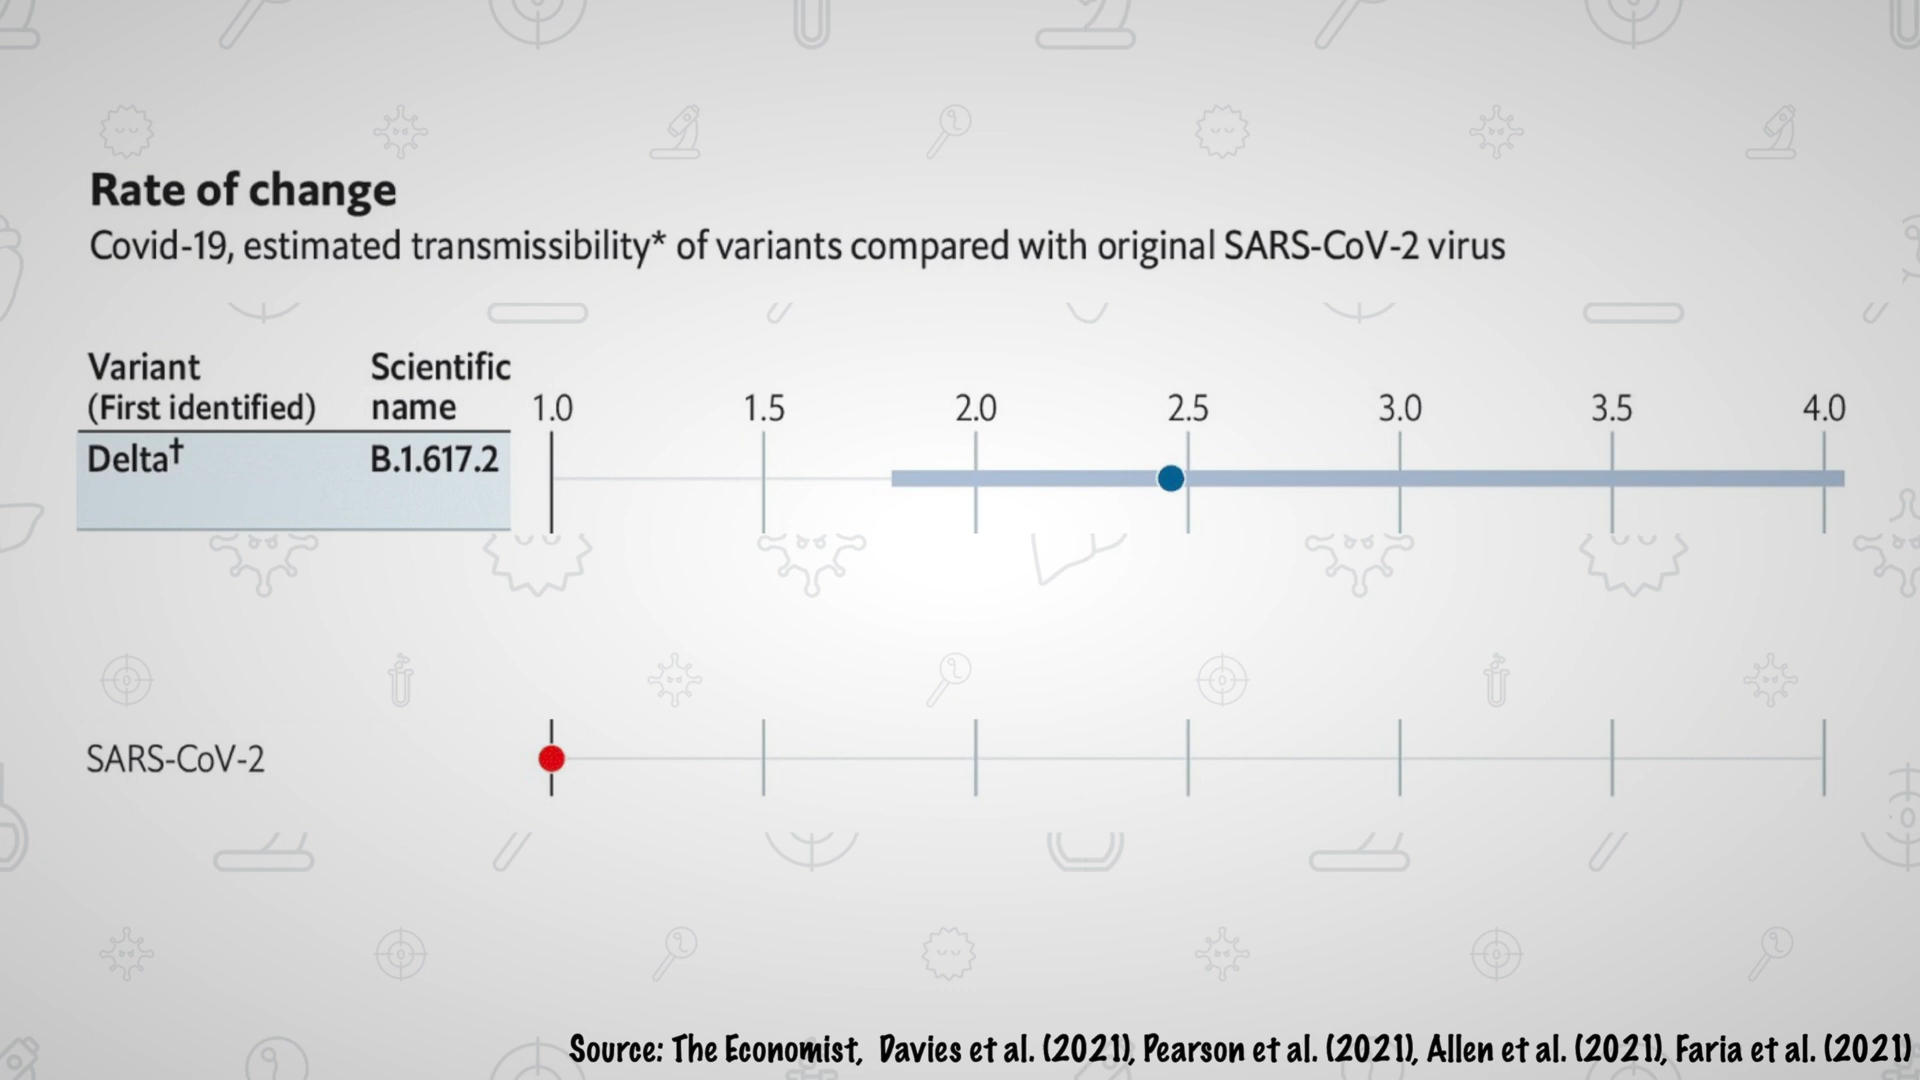 Rate of change
Covid-19, estimated transmissibility* of variants compared with original SARS-CoV-2 virus
Variant
(First identified)
Scientific
name
1.0 1.5 2.0 2.5 3.0 3.5 4.0
Delta† B.1.617.2
SARS-CoV-2
Source: The Economist, Davies et al. (2021), Pearson et al. (2021), Allen et al. (2021), Faria et al. (2021)